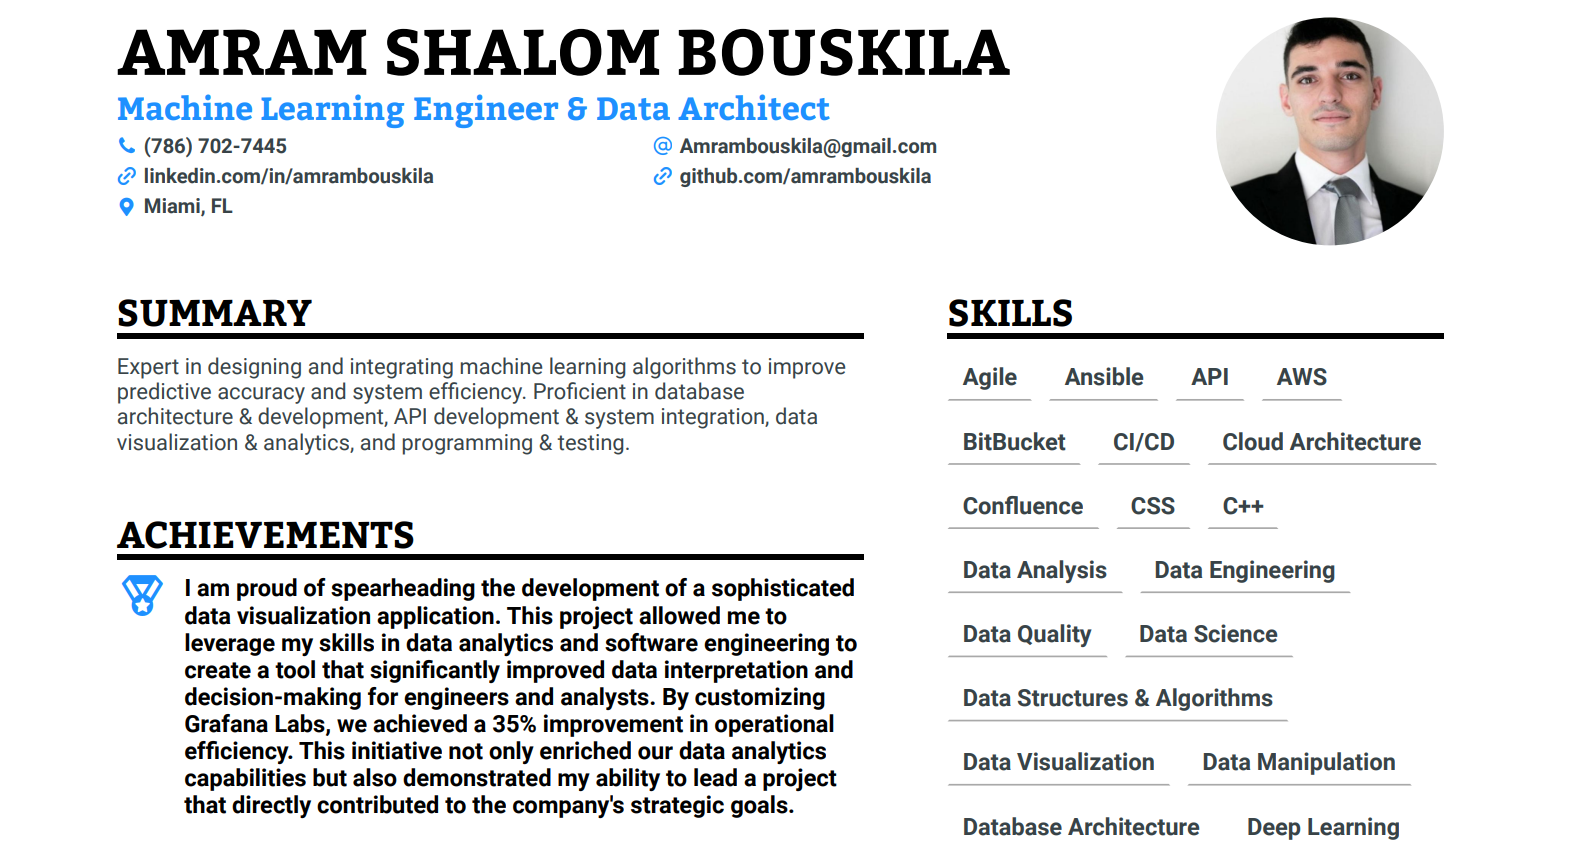 AMRAM SHALOM BOUSKILA
Machine Learning Engineer & Data Architect
(786) 702-7445
Amrambouskila@gmail.com
linkedin.com/in/amrambouskila
github.com/amrambouskila
Miami, FL
SUMMARY
Expert in designing and integrating machine learning algorithms to improve
predictive accuracy and system efficiency. Proficient in database
architecture & development, API development & system integration, data
visualization & analytics, and programming & testing.
ACHIEVEMENTS
I am proud of spearheading the development of a sophisticated
data visualization application. This project allowed me to
leverage my skills in data analytics and software engineering to
create a tool that significantly improved data interpretation and
decision-making for engineers and analysts. By customizing
Grafana Labs, we achieved a 35% improvement in operational
efficiency. This initiative not only enriched our data analytics
capabilities but also demonstrated my ability to lead a project
that directly contributed to the company's strategic goals.
SKILLS
Agile Ansible API AWS
BitBucket CI/CD Cloud Architecture
Confluence CSS C++
Data Analysis Data Engineering
Data Quality Data Science
Data Structures & Algorithms
Data Visualization Data Manipulation
Database Architecture Deep Learning